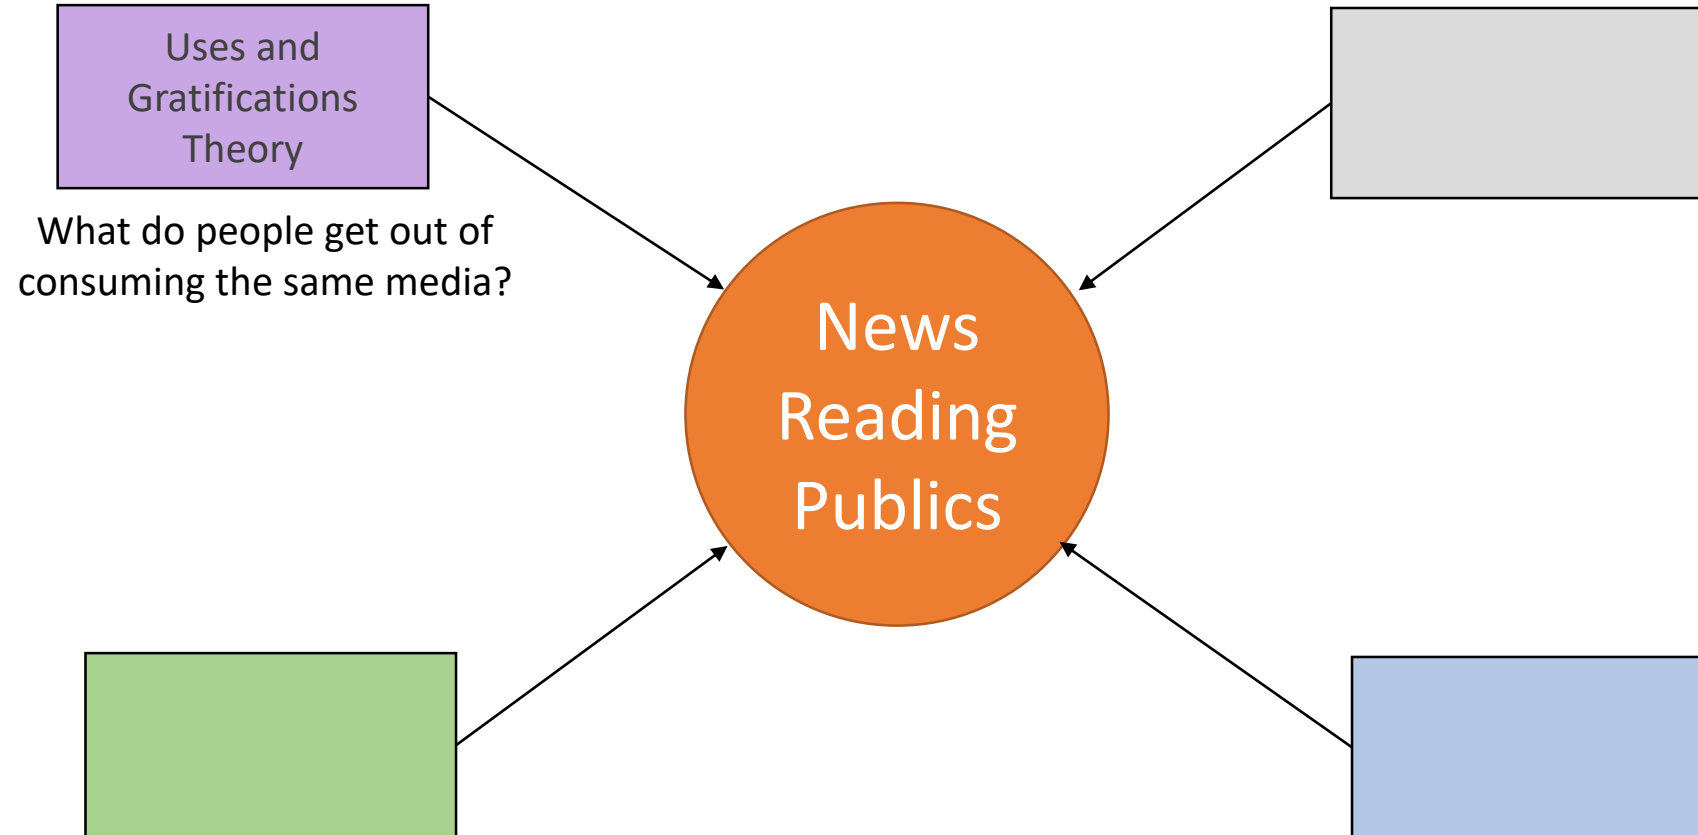 Uses and
Gratifications
Theory
What do people get out of
consuming the same media?
News
Reading
Publics